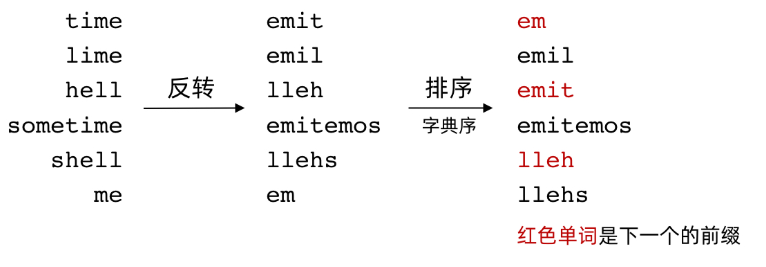 time emit em
lime emil emil
hell 反转 lleh 排序 emit
sometime emitemos 字典序 emitemos
shell llehs lleh
me em llehs
红色单词是下一个的前缀